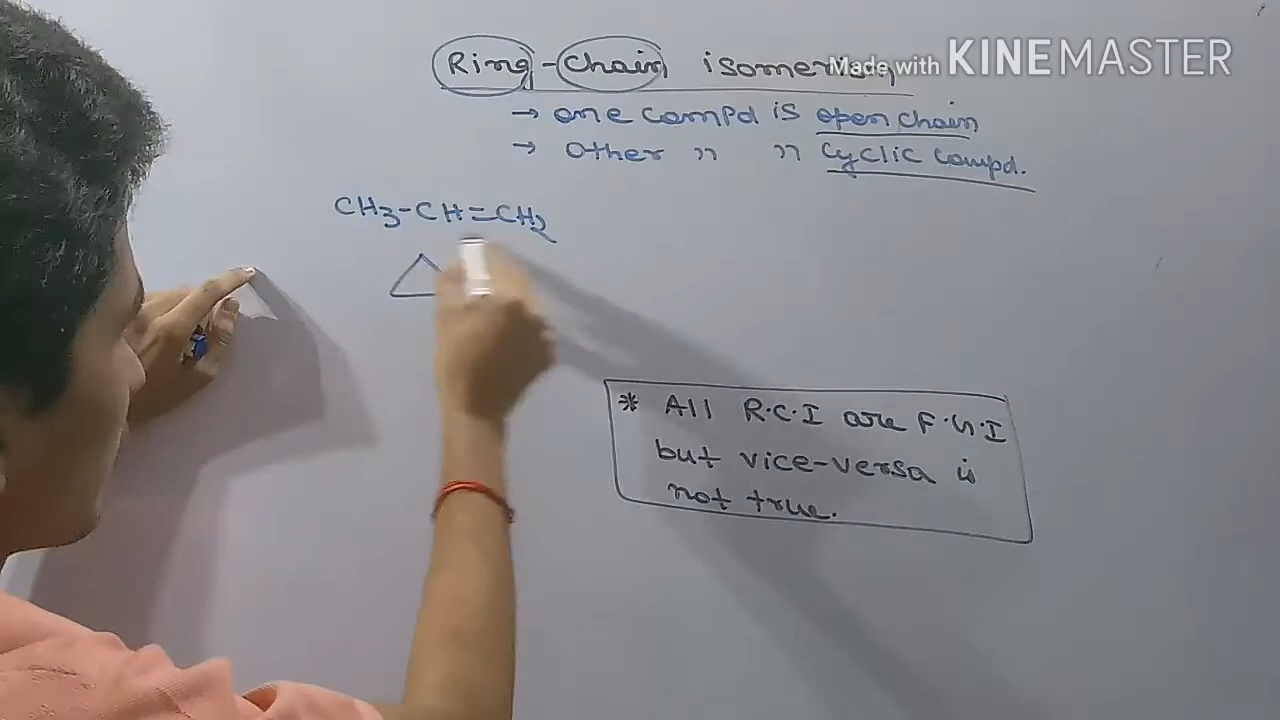 Ring-Chain isomerism
Made with KINEMASTER
→ one compd is open chain
→ Other 〃 〃 cyclic compd.
CH3-CH=CH2
* All R.C.I are F.G.I
but vice-versa is
not true.